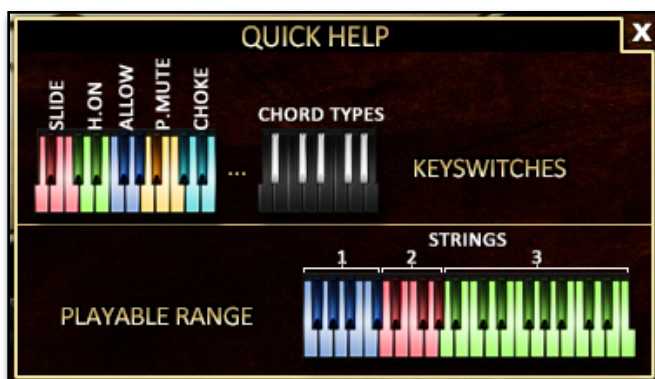 QUICK HELP
X
SLIDE
H.ON
ALLOW
P.MUTE
CHOKE
CHORD TYPES
...
KEYSWITCHES
STRINGS
1 2 3
PLAYABLE RANGE